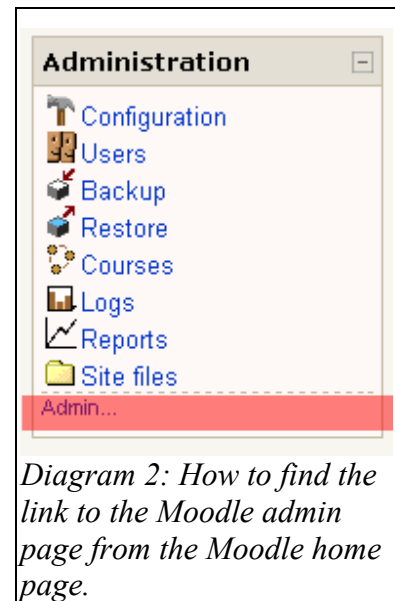 Administration
Configuration
Users
Backup
Restore
Courses
Logs
Reports
Site files
Admin...
Diagram 2: How to find the
link to the Moodle admin
page from the Moodle home
page.